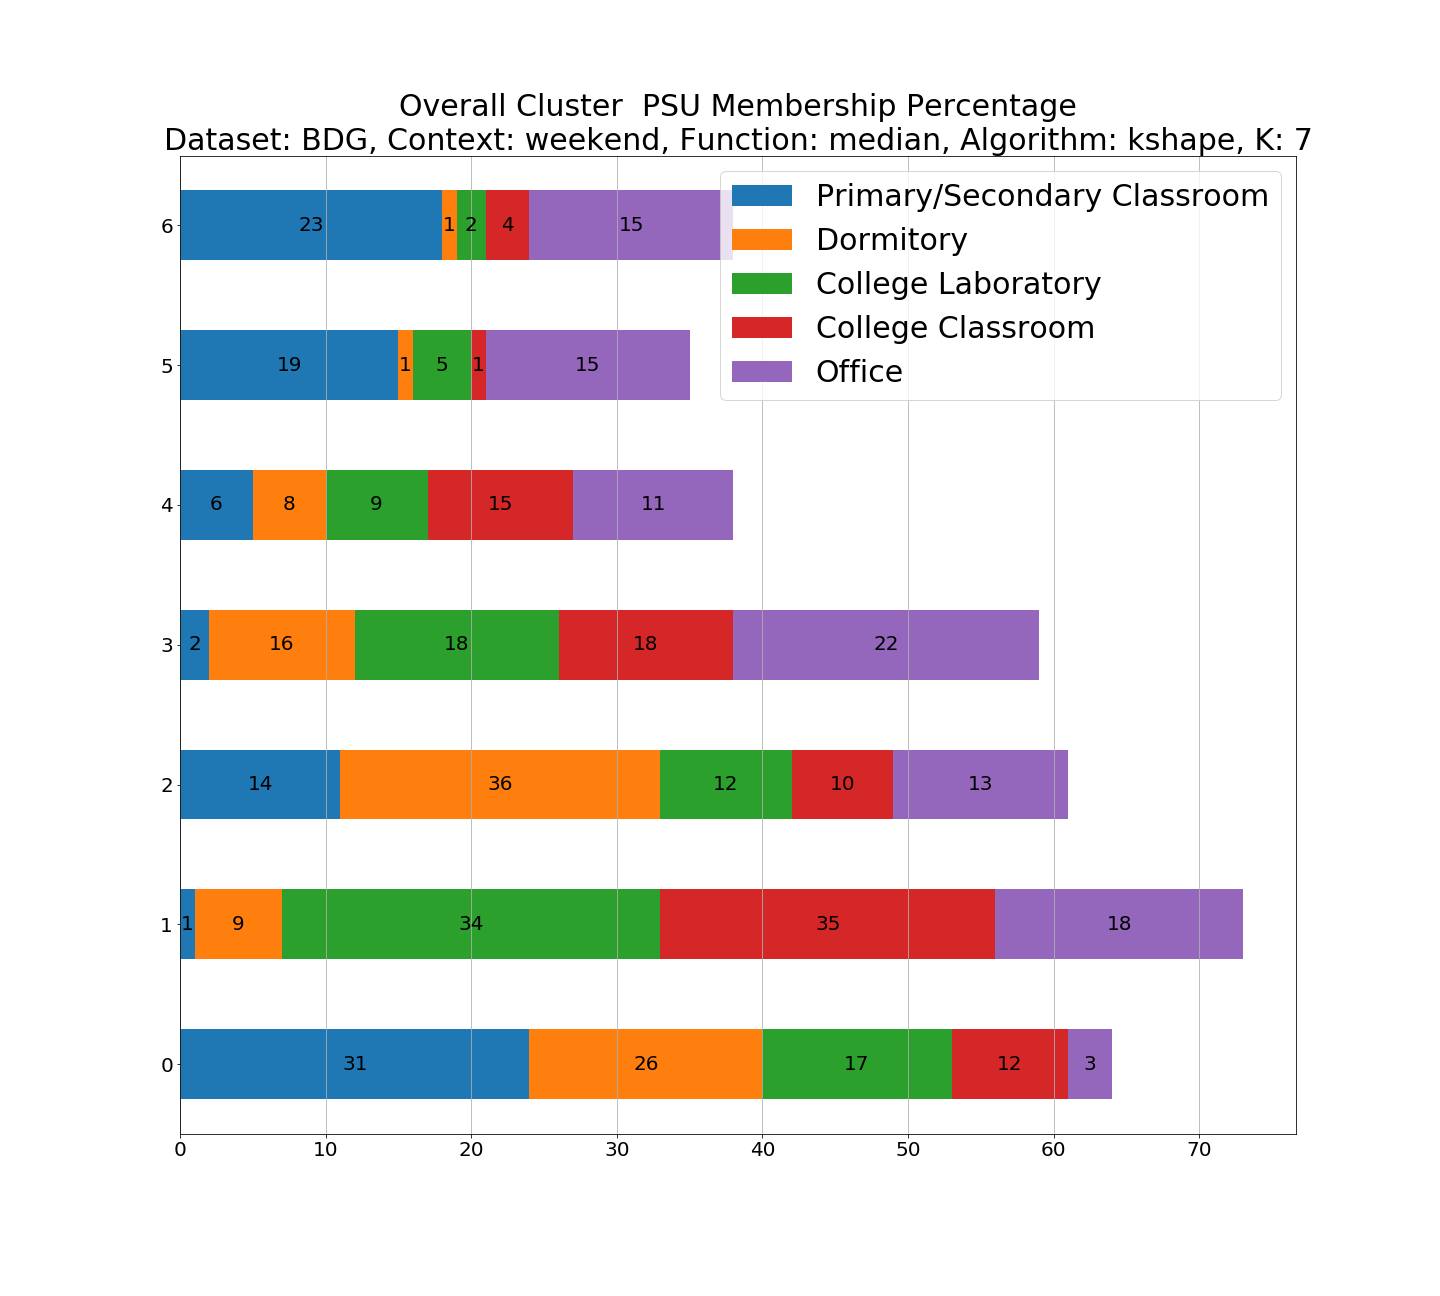 Overall Cluster  PSU Membership Percentage
Dataset: BDG, Context: weekend, Function: median, Algorithm: kshape, K: 7
Primary/Secondary Classroom
Dormitory
College Laboratory
College Classroom
Office
6 23 1 2 4 15
5 19 1 5 1 15
4 6 8 9 15 11
3 2 16 18 18 22
2 14 36 12 10 13
1 1 9 34 35 18
0 31 26 17 12 3
0 10 20 30 40 50 60 70